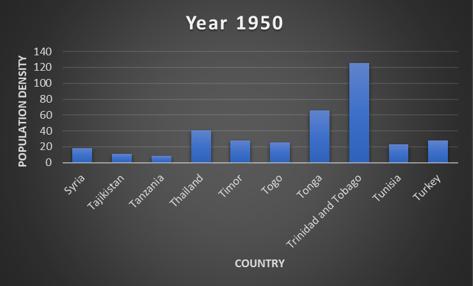 Year 1950
POPULATION DENSITY
140
120
100
80
60
40
20
0
Syria
Tajikistan
Tanzania
Thailand
Timor
Togo
Tonga
Trinidad and Tobago
Tunisia
Turkey
COUNTRY